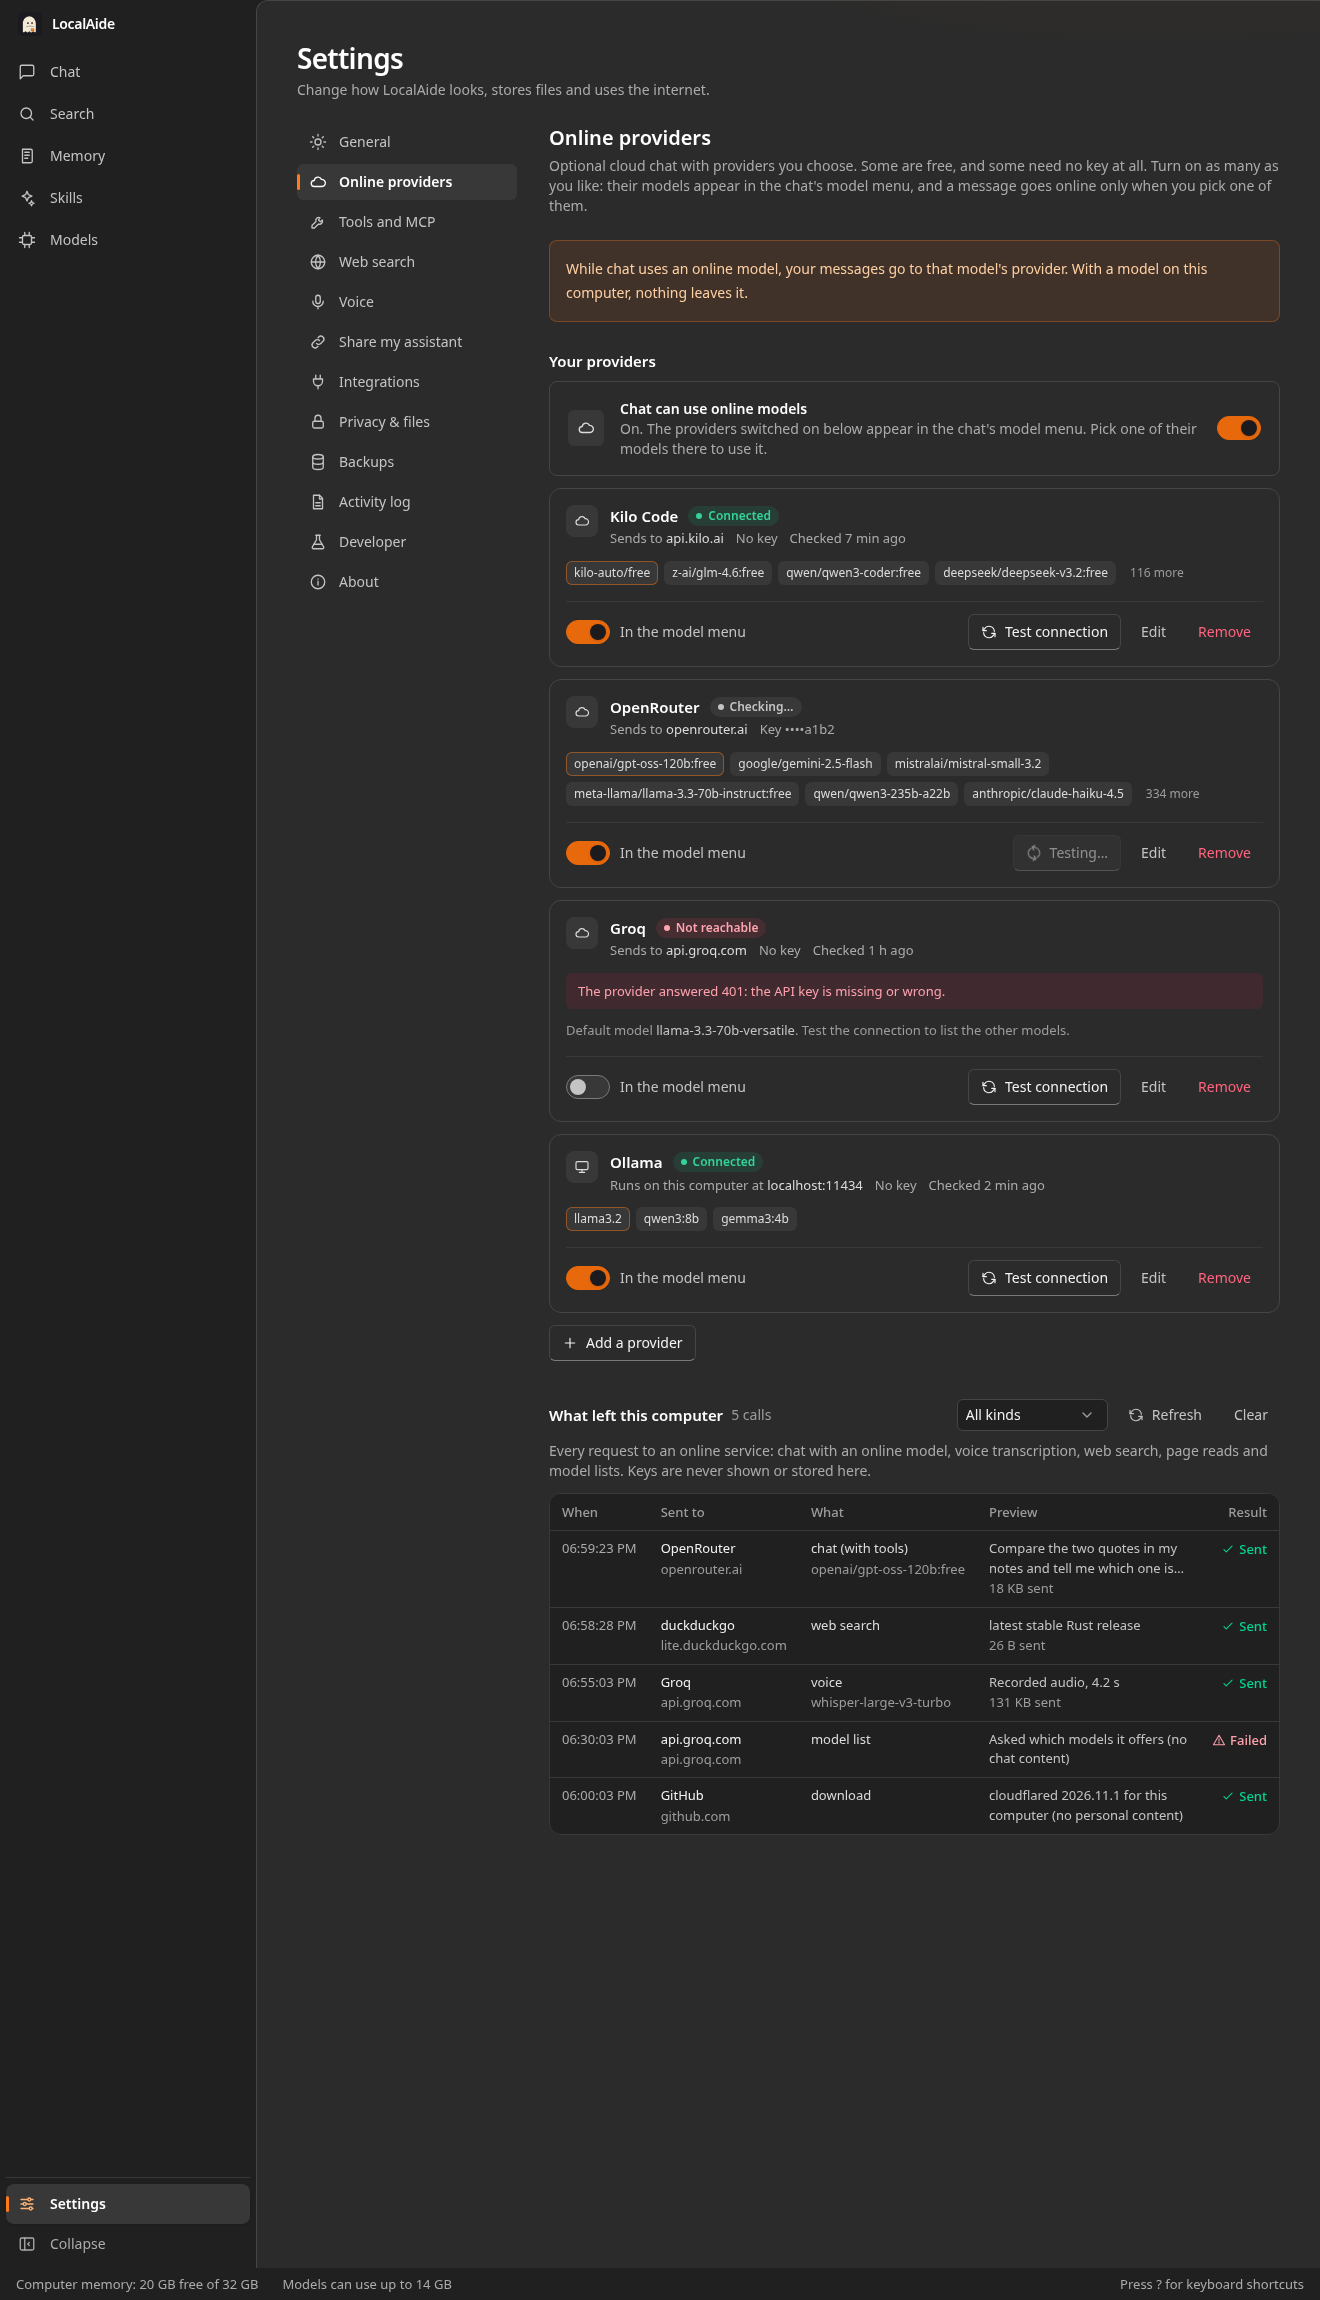 LocalAide
Chat
Search
Memory
Skills
Models
Settings
Change how LocalAide looks, stores files and uses the internet.
General
Online providers
Tools and MCP
Web search
Voice
Share my assistant
Integrations
Privacy & files
Backups
Activity log
Developer
About
Online providers
Optional cloud chat with providers you choose. Some are free, and some need no key at all. Turn on as many as
you like: their models appear in the chat's model menu, and a message goes online only when you pick one of
them.
While chat uses an online model, your messages go to that model's provider. With a model on this
computer, nothing leaves it.
Your providers
Chat can use online models
On. The providers switched on below appear in the chat's model menu. Pick one of their
models there to use it.
Kilo Code Connected
Sends to api.kilo.ai No key Checked 7 min ago
kilo-auto/free z-ai/glm-4.6:free qwen/qwen3-coder:free deepseek/deepseek-v3.2:free 116 more
In the model menu Test connection Edit Remove
OpenRouter Checking...
Sends to openrouter.ai Key ••••a1b2
openai/gpt-oss-120b:free google/gemini-2.5-flash mistralai/mistral-small-3.2
meta-llama/llama-3.3-70b-instruct:free qwen/qwen3-235b-a22b anthropic/claude-haiku-4.5 334 more
In the model menu Testing... Edit Remove
Groq Not reachable
Sends to api.groq.com No key Checked 1 h ago
The provider answered 401: the API key is missing or wrong.
Default model llama-3.3-70b-versatile. Test the connection to list the other models.
In the model menu Test connection Edit Remove
Ollama Connected
Runs on this computer at localhost:11434 No key Checked 2 min ago
llama3.2 qwen3:8b gemma3:4b
In the model menu Test connection Edit Remove
Add a provider
What left this computer 5 calls All kinds Refresh Clear
Every request to an online service: chat with an online model, voice transcription, web search, page reads and
model lists. Keys are never shown or stored here.
When Sent to What Preview Result
06:59:23 PM OpenRouter chat (with tools) Compare the two quotes in my Sent
openrouter.ai openai/gpt-oss-120b:free notes and tell me which one is...
18 KB sent
06:58:28 PM duckduckgo web search latest stable Rust release Sent
lite.duckduckgo.com 26 B sent
06:55:03 PM Groq voice Recorded audio, 4.2 s Sent
api.groq.com whisper-large-v3-turbo 131 KB sent
06:30:03 PM api.groq.com model list Asked which models it offers (no Failed
api.groq.com chat content)
06:00:03 PM GitHub download cloudflared 2026.11.1 for this Sent
github.com computer (no personal content)
Settings
Collapse
Computer memory: 20 GB free of 32 GB Models can use up to 14 GB Press ? for keyboard shortcuts